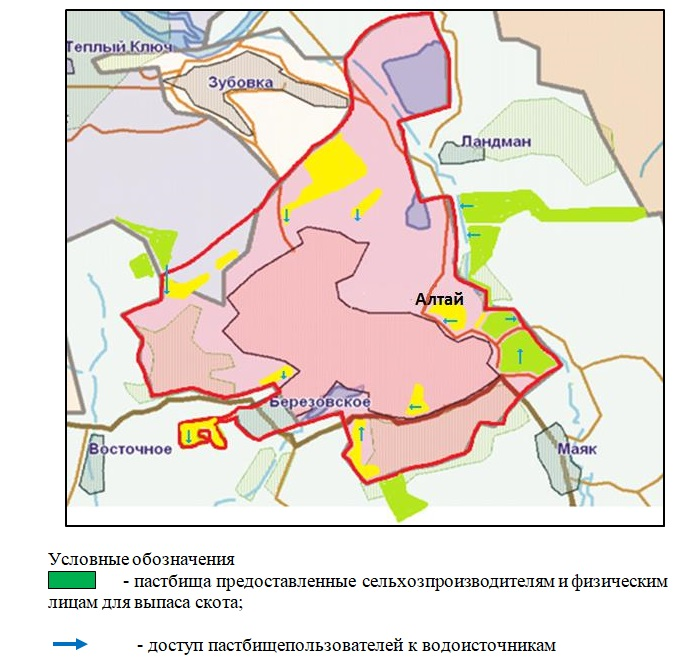 Теплый Ключ
Зубовка
Ландман
Алтай
Березовское
Восточное
Маяк
Условные обозначения
- пастбища предоставленные сельхозпроизводителям и физическим
лицам для выпаса скота;
- доступ пастбищепользователей к водоисточникам